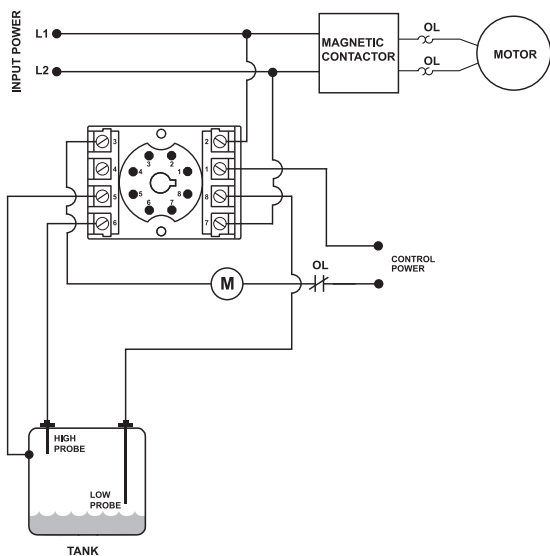 INPUT POWER
L1
L2
MAGNETIC
CONTACTOR
OL
OL
MOTOR
3
4
5
6
3
2
4
1
5
8
6
7
2
1
8
7
M
OL
CONTROL
POWER
HIGH
PROBE
LOW
PROBE
TANK